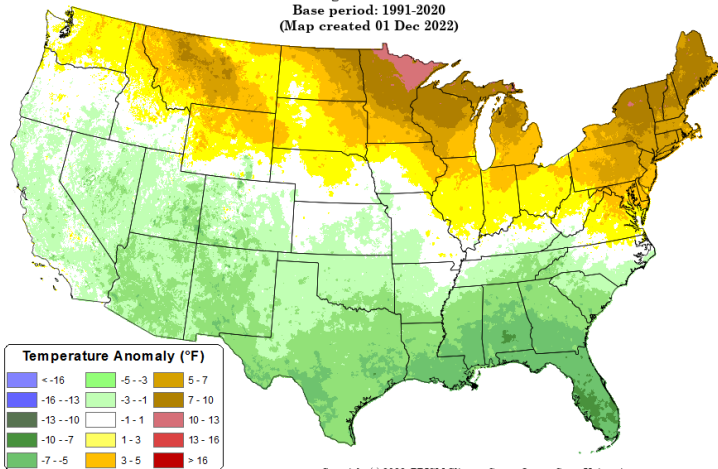 Base period: 1991-2020
(Map created 01 Dec 2022)
Temperature Anomaly (°F)
< -16
-16 - -13
-13 - -10
-10 - -7
-7 - -5
-5 - -3
-3 - -1
-1 - 1
1 - 3
3 - 5
5 - 7
7 - 10
10 - 13
13 - 16
> 16